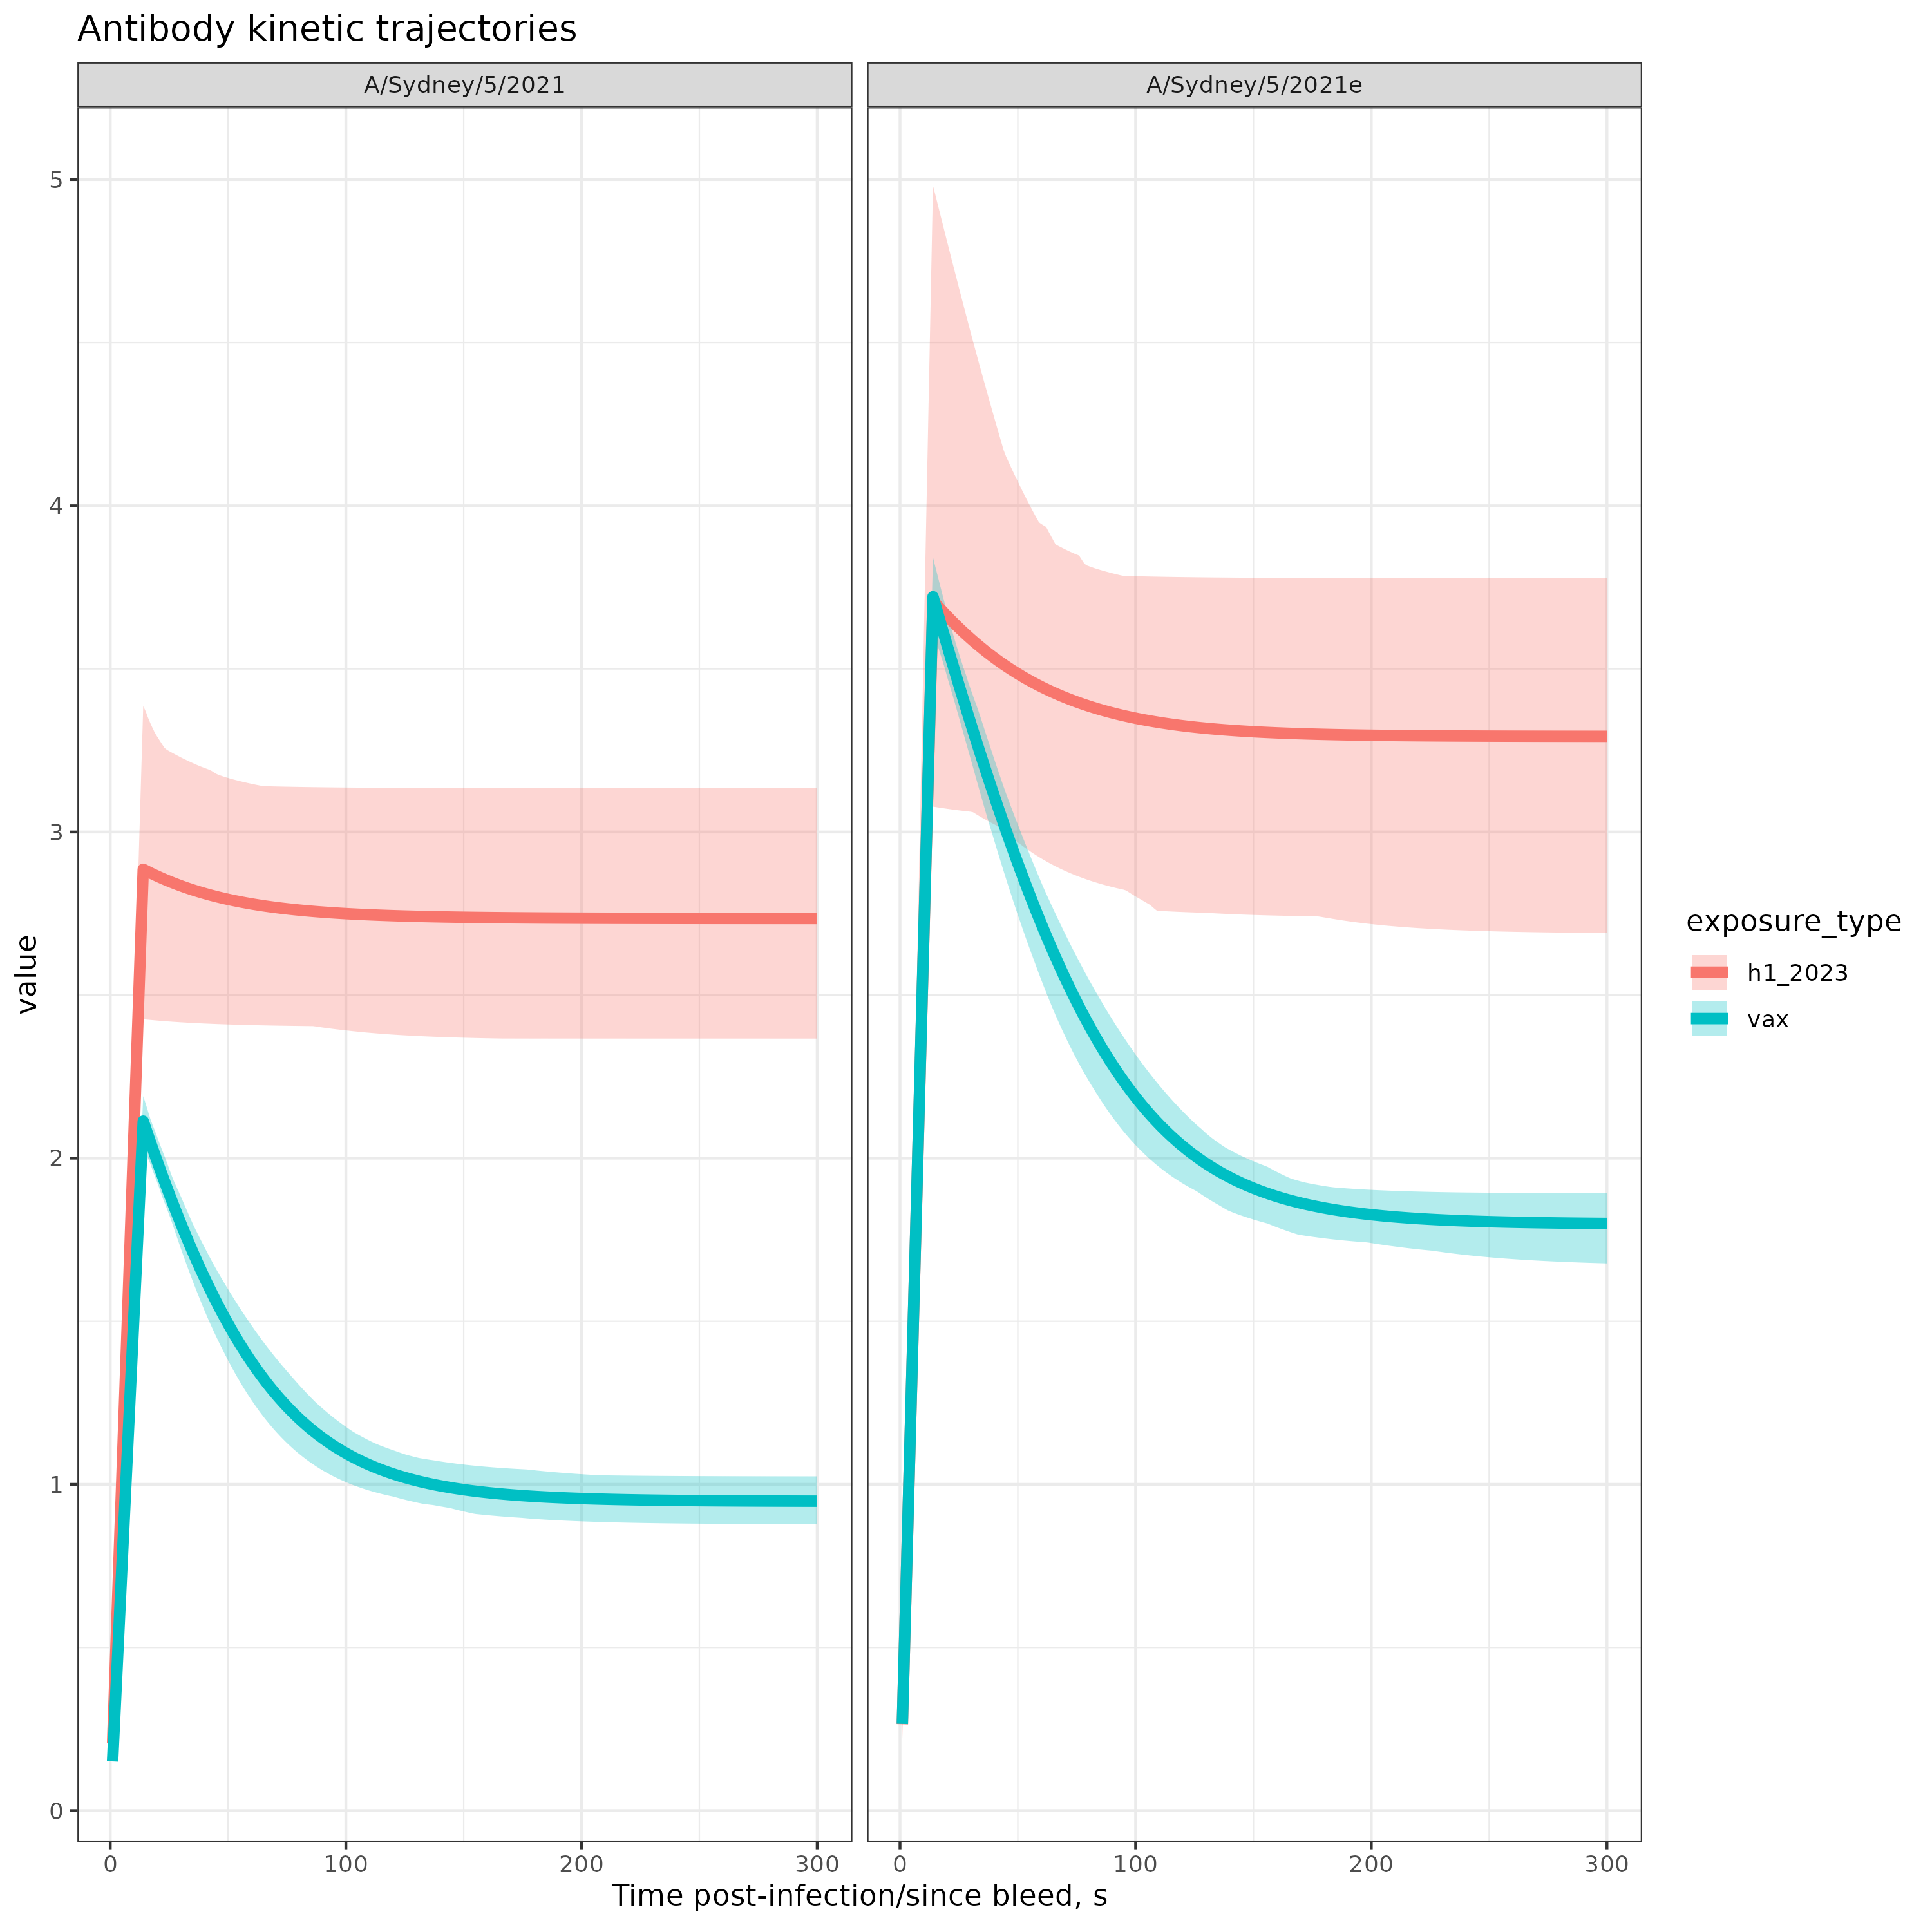 Antibody kinetic trajectories
A/Sydney/5/2021
A/Sydney/5/2021e
5
4
3
2
1
0
value
0
100
200
300
0
100
200
300
Time post-infection/since bleed, s
exposure_type
h1_2023
vax